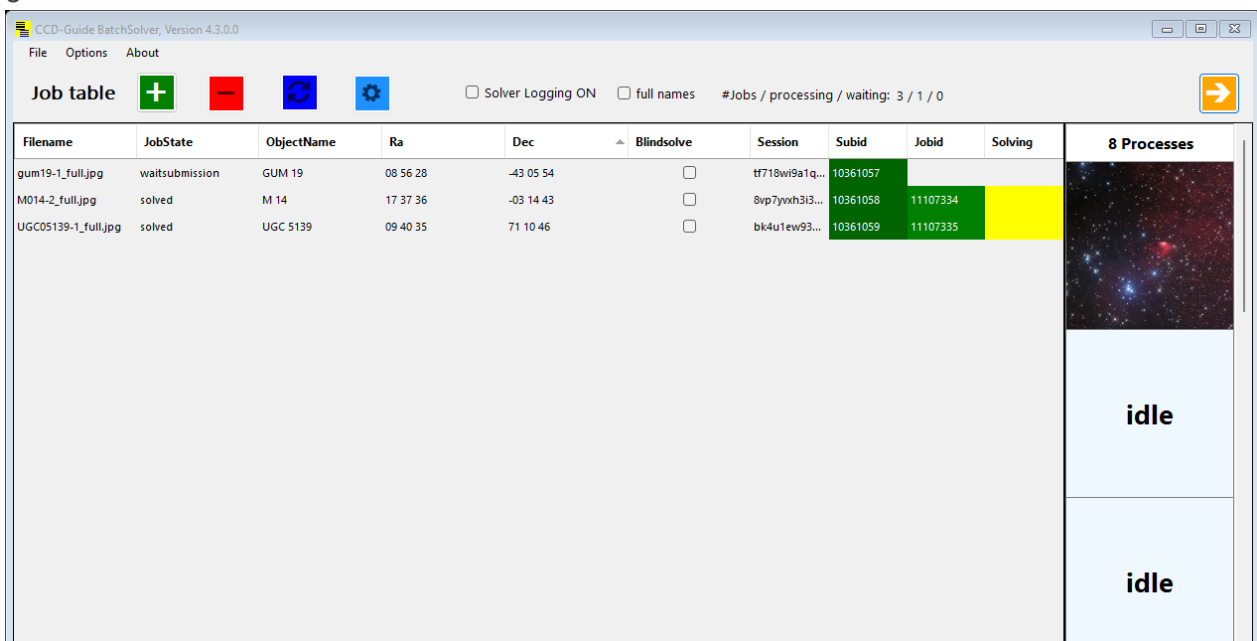 CCD-Guide BatchSolver, Version 4.3.0.0
File Options About
Job table Solver Logging ON full names #Jobs / processing / waiting: 3 / 1 / 0
Filename JobState ObjectName Ra Dec Blindsolve Session Subid Jobid Solving 8 Processes
gum19-1_full.jpg waitsubmission GUM 19 08 56 28 -43 05 54 tf718wi9a1q... 10361057
M014-2_full.jpg solved M 14 17 37 36 -03 14 43 8vp7yvxh3i3... 10361058 11107334
UGC05139-1_full.jpg solved UGC 5139 09 40 35 71 10 46 bk4u1ew93... 10361059 11107335
idle
idle